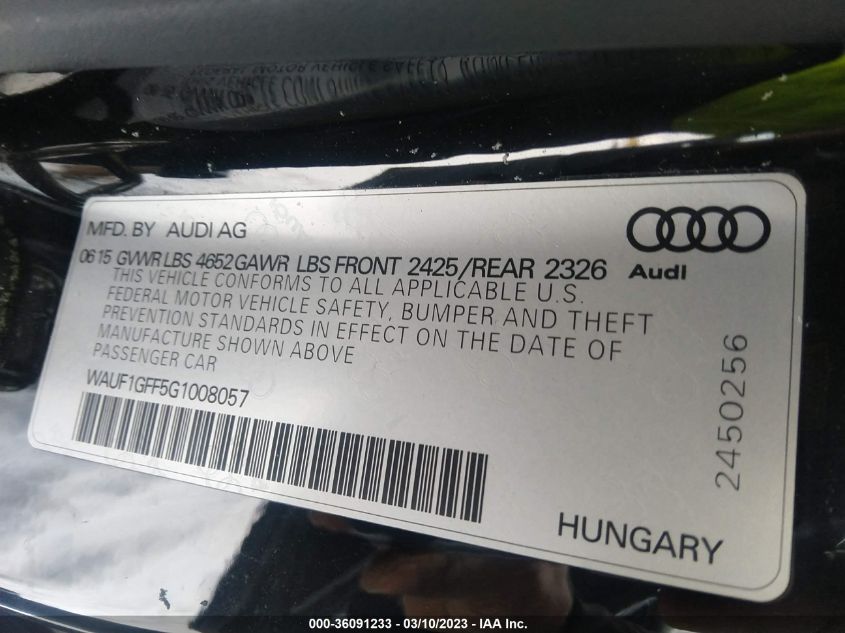 MFD. BY AUDI AG
Audi
0615 GVWR LBS 4652 GAWR LBS FRONT 2425/REAR 2326
THIS VEHICLE CONFORMS TO ALL APPLICABLE U.S.
FEDERAL MOTOR VEHICLE SAFETY, BUMPER AND THEFT
PREVENTION STANDARDS IN EFFECT ON THE DATE OF
MANUFACTURE SHOWN ABOVE
PASSENGER CAR
WAUF1GFF5G1008057
2450256
HUNGARY
000-36091233 - 03/10/2023 - IAA Inc.